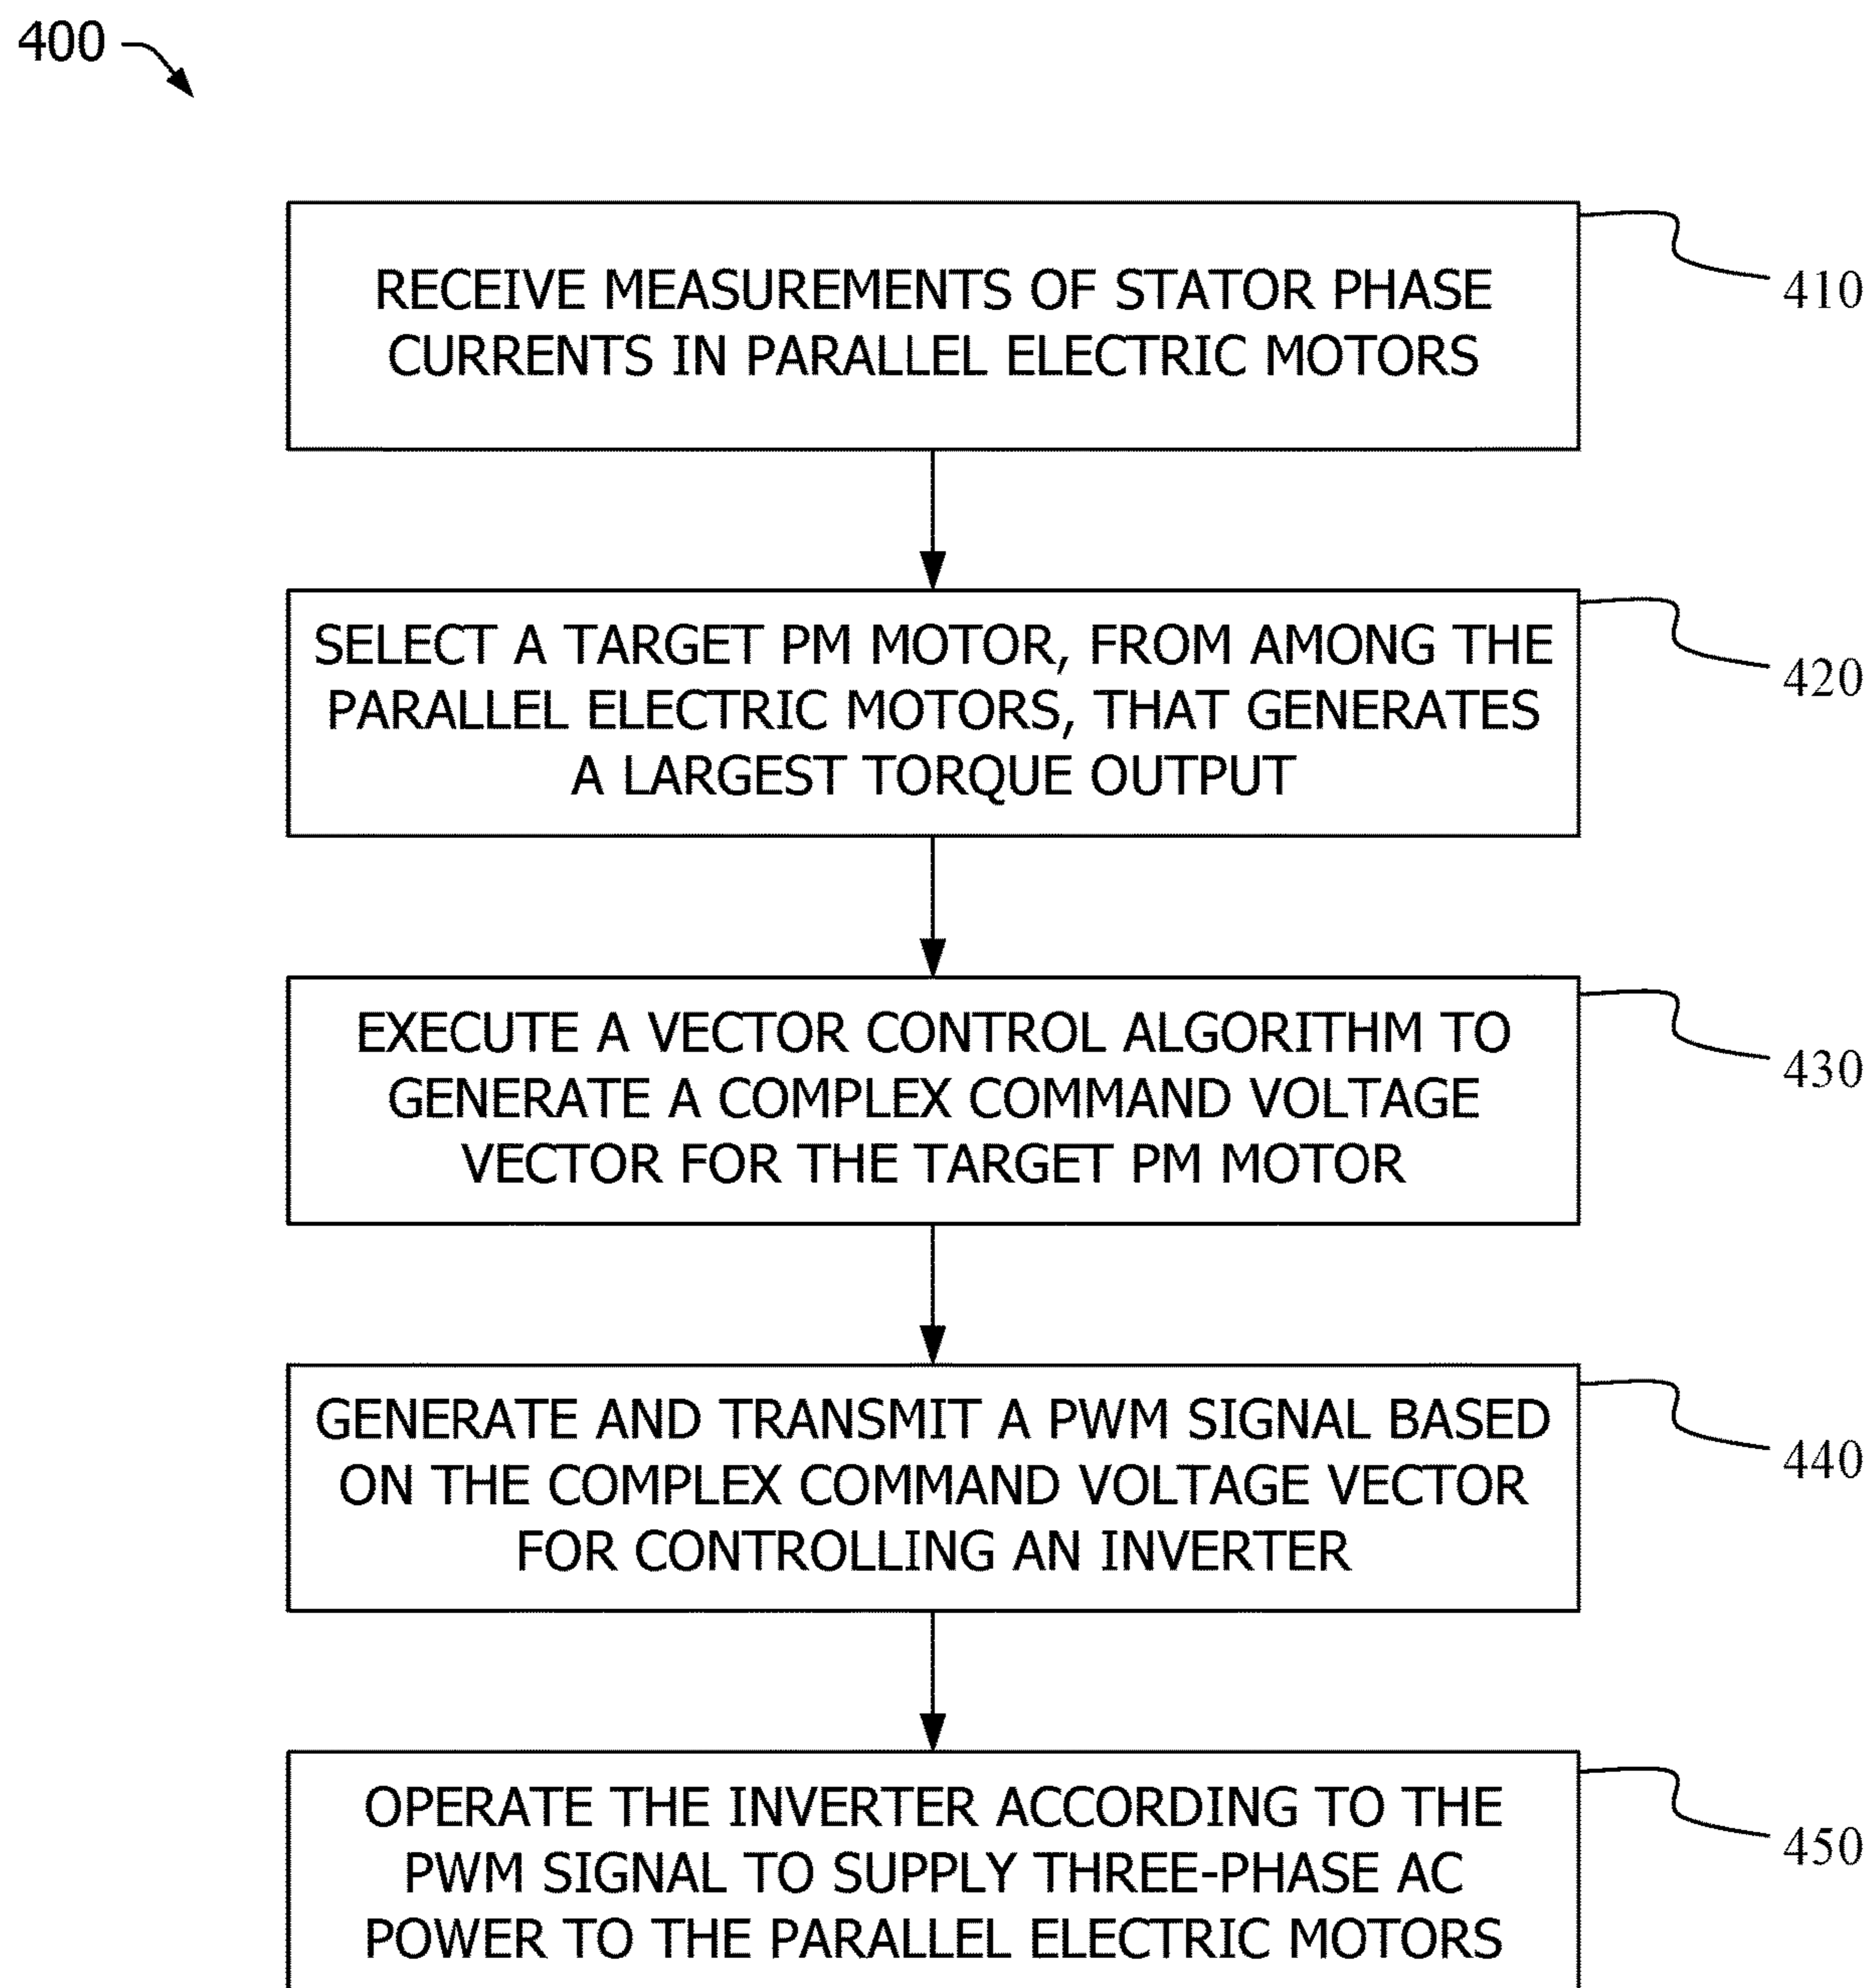 400
RECEIVE MEASUREMENTS OF STATOR PHASE
CURRENTS IN PARALLEL ELECTRIC MOTORS
410
SELECT A TARGET PM MOTOR, FROM AMONG THE
PARALLEL ELECTRIC MOTORS, THAT GENERATES
A LARGEST TORQUE OUTPUT
420
EXECUTE A VECTOR CONTROL ALGORITHM TO
GENERATE A COMPLEX COMMAND VOLTAGE
VECTOR FOR THE TARGET PM MOTOR
430
GENERATE AND TRANSMIT A PWM SIGNAL BASED
ON THE COMPLEX COMMAND VOLTAGE VECTOR
FOR CONTROLLING AN INVERTER
440
OPERATE THE INVERTER ACCORDING TO THE
PWM SIGNAL TO SUPPLY THREE-PHASE AC
POWER TO THE PARALLEL ELECTRIC MOTORS
450